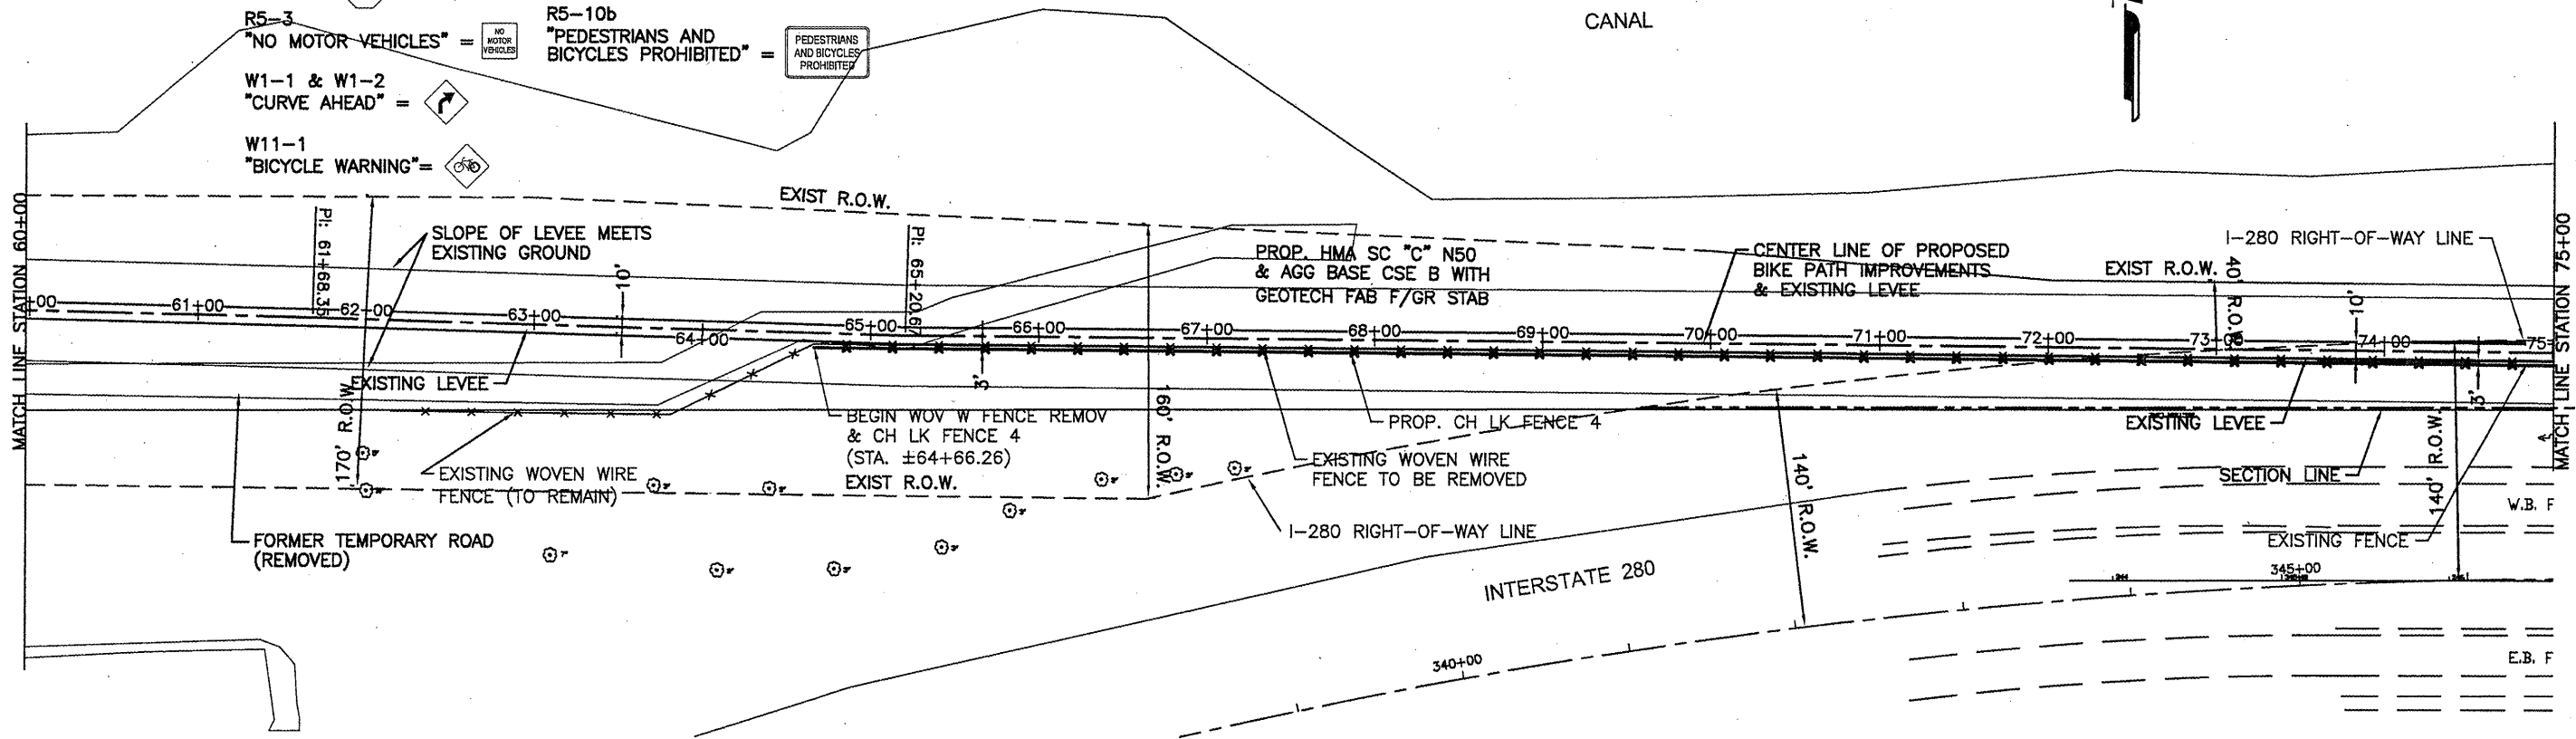 R5-3
"NO MOTOR VEHICLES" =
NO
MOTOR
VEHICLES
R5-10b
"PEDESTRIANS AND
BICYCLES PROHIBITED" =
PEDESTRIANS
AND BICYCLES
PROHIBITED
CANAL
W1-1 & W1-2
"CURVE AHEAD" =
W11-1
"BICYCLE WARNING"=
MATCH LINE STATION 60+00
EXIST R.O.W.
PI: 61+68.35
SLOPE OF LEVEE MEETS
EXISTING GROUND
10'
PI: 65+20.67
PROP. HMA SC "C" N50
& AGG BASE CSE B WITH
GEOTECH FAB F/GR STAB
CENTER LINE OF PROPOSED
BIKE PATH IMPROVEMENTS
& EXISTING LEVEE
I-280 RIGHT-OF-WAY LINE
EXIST R.O.W.
40' R.O.W.
10'
MATCH LINE STATION 75+00
+00
61+00
62+00
63+00
64+00
65+00
66+00
67+00
68+00
69+00
70+00
71+00
72+00
73+00
74+00
75+
EXISTING LEVEE
170' R.O.W.
3'
160' R.O.W.
BEGIN WOV W FENCE REMOV
& CH LK FENCE 4
(STA. ±64+66.26)
EXIST R.O.W.
PROP. CH LK FENCE 4
EXISTING WOVEN WIRE
FENCE TO BE REMOVED
EXISTING WOVEN WIRE
FENCE (TO REMAIN)
EXISTING LEVEE
3'
SECTION LINE
140' R.O.W.
140' R.O.W.
W.B. F
I-280 RIGHT-OF-WAY LINE
EXISTING FENCE
FORMER TEMPORARY ROAD
(REMOVED)
INTERSTATE 280
345+00
340+00
E.B. F